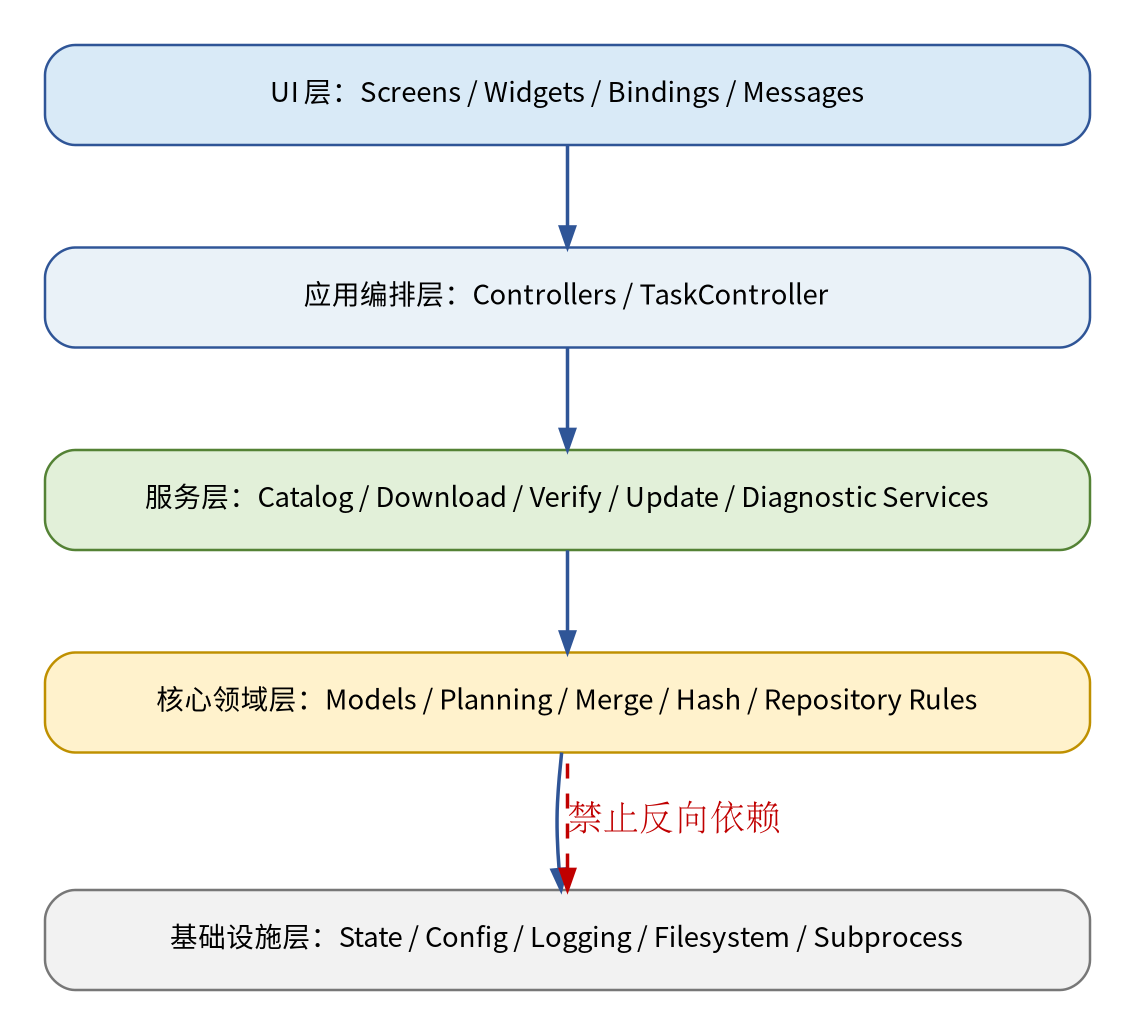 UI 层：Screens / Widgets / Bindings / Messages
应用编排层：Controllers / TaskController
服务层：Catalog / Download / Verify / Update / Diagnostic Services
核心领域层：Models / Planning / Merge / Hash / Repository Rules
禁止反向依赖
基础设施层：State / Config / Logging / Filesystem / Subprocess